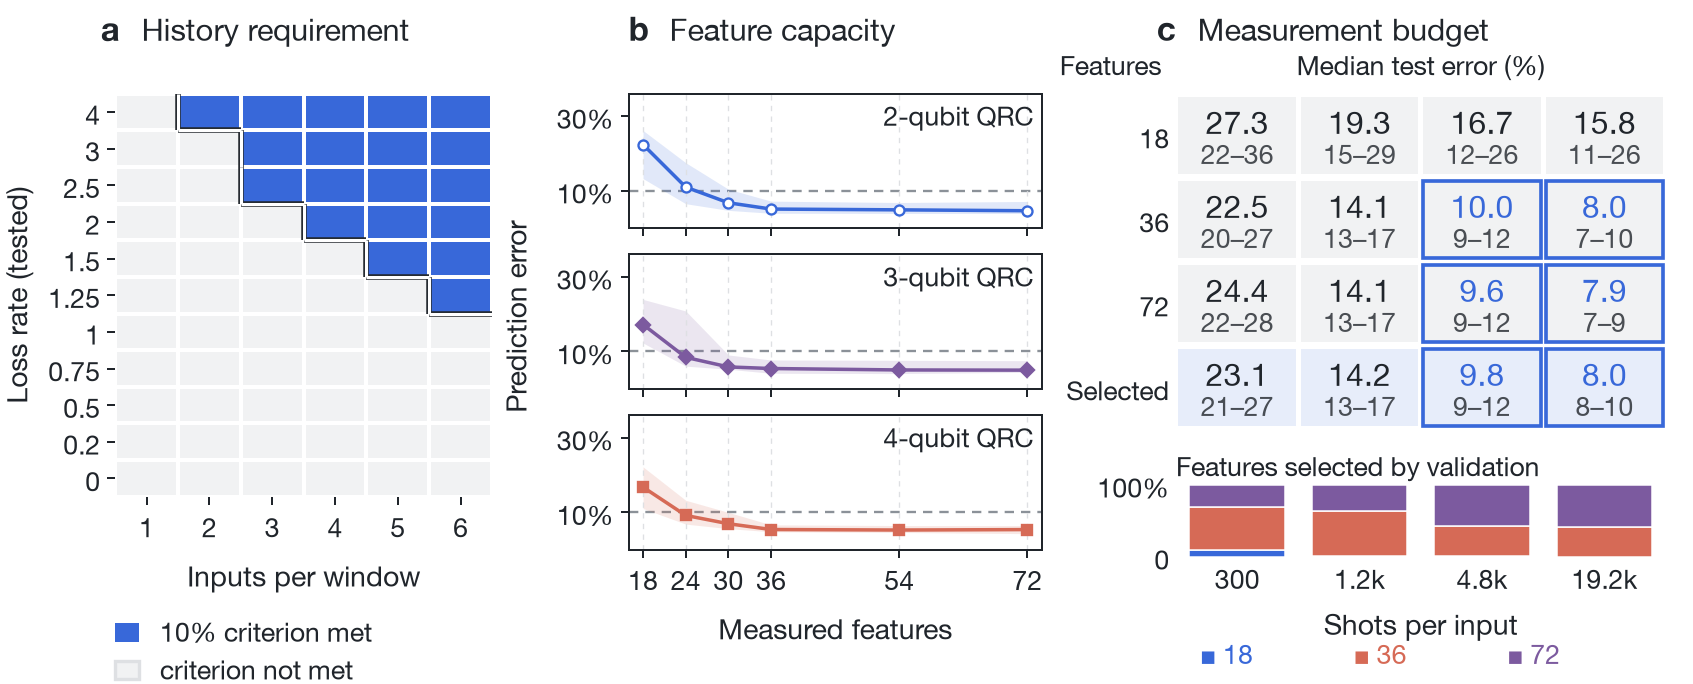 a History requirement
Loss rate (tested)
4
3
2.5
2
1.5
1.25
1
0.75
0.5
0.2
0
1 2 3 4 5 6
Inputs per window
10% criterion met
criterion not met
b Feature capacity
Prediction error
30%
10%
2-qubit QRC
30%
10%
3-qubit QRC
30%
10%
4-qubit QRC
18 24 30 36 54 72
Measured features
c Measurement budget
Features Median test error (%)
18 27.3 19.3 16.7 15.8
22–36 15–29 12–26 11–26
36 22.5 14.1 10.0 8.0
20–27 13–17 9–12 7–10
72 24.4 14.1 9.6 7.9
22–28 13–17 9–12 7–9
Selected 23.1 14.2 9.8 8.0
21–27 13–17 9–12 8–10
Features selected by validation
100%
0
300 1.2k 4.8k 19.2k
Shots per input
18 36 72